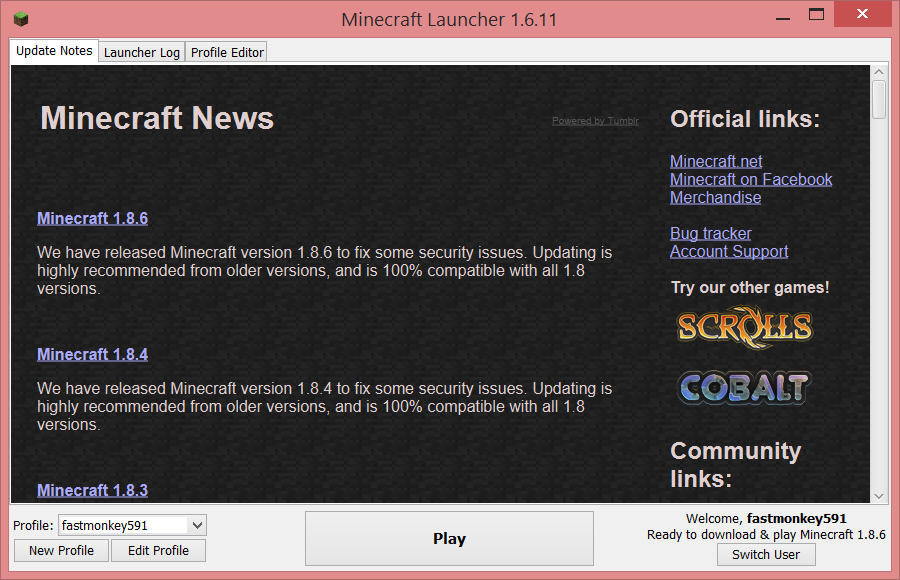 Minecraft Launcher 1.6.11
Update Notes
Launcher Log
Profile Editor
Minecraft News
Powered by Tumblr
Minecraft 1.8.6
We have released Minecraft version 1.8.6 to fix some security issues. Updating is
highly recommended from older versions, and is 100% compatible with all 1.8
versions.
Minecraft 1.8.4
We have released Minecraft version 1.8.4 to fix some security issues. Updating is
highly recommended from older versions, and is 100% compatible with all 1.8
versions.
Minecraft 1.8.3
Official links:
Minecraft.net
Minecraft on Facebook
Merchandise
Bug tracker
Account Support
Try our other games!
SCROLLS
COBALT
Community
links:
Profile: fastmonkey591
New Profile
Edit Profile
Play
Welcome, fastmonkey591
Ready to download & play Minecraft 1.8.6
Switch User